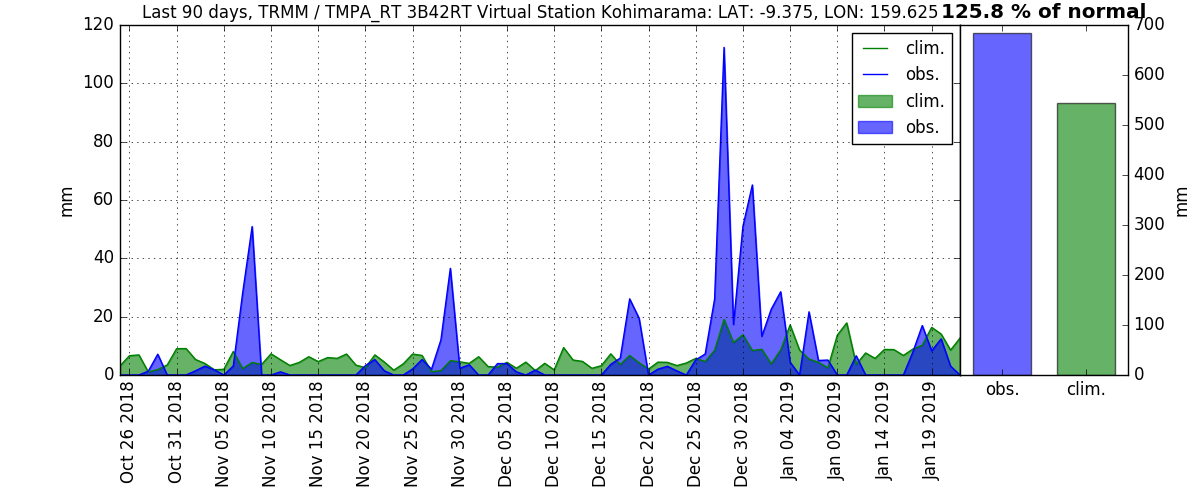 Last 90 days, TRMM / TMPA_RT 3B42RT Virtual Station Kohimarama: LAT: -9.375, LON: 159.625
125.8 % of normal
120
100
80
60
40
20
0
mm
clim.
obs.
clim.
obs.
Oct 26 2018
Oct 31 2018
Nov 05 2018
Nov 10 2018
Nov 15 2018
Nov 20 2018
Nov 25 2018
Nov 30 2018
Dec 05 2018
Dec 10 2018
Dec 15 2018
Dec 20 2018
Dec 25 2018
Dec 30 2018
Jan 04 2019
Jan 09 2019
Jan 14 2019
Jan 19 2019
700
600
500
400
300
200
100
0
mm
obs.
clim.